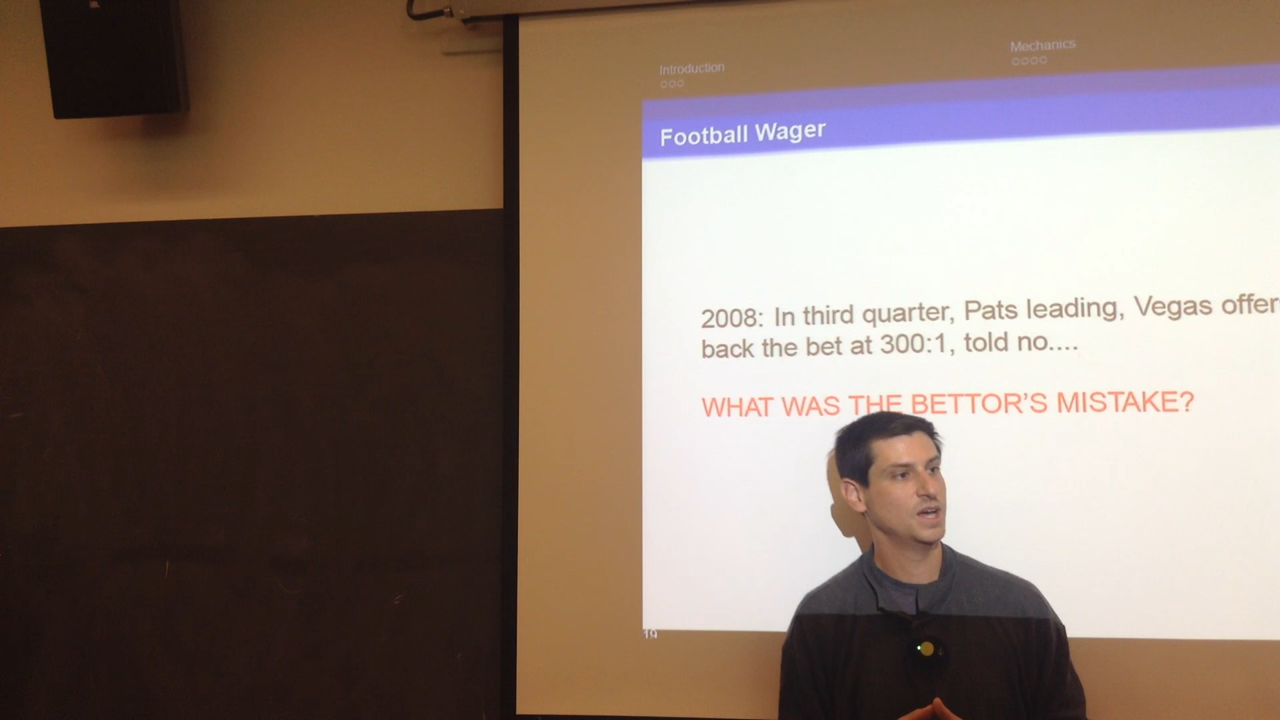 Introduction
Mechanics
Football Wager
2008: In third quarter, Pats leading, Vegas offer
back the bet at 300:1, told no....
WHAT WAS THE BETTOR'S MISTAKE?
19